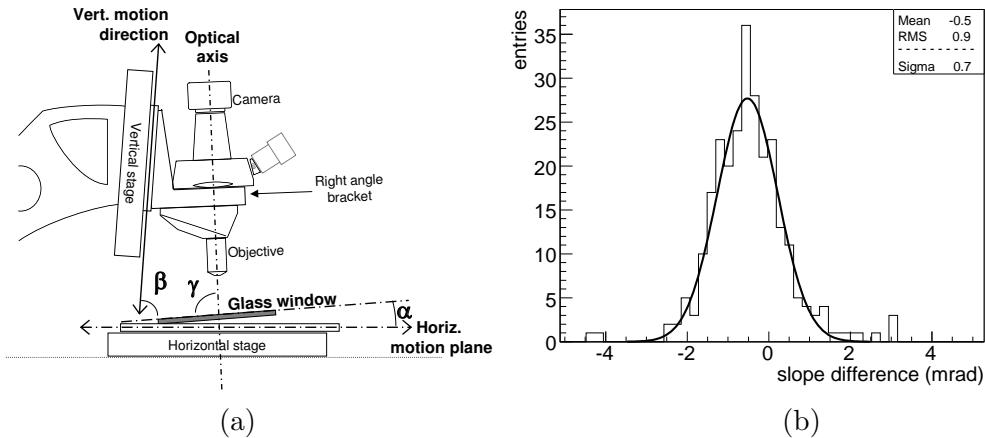 Vert. motion
direction
Optical
axis
Camera
Vertical stage
Right angle
bracket
Objective
β
γ
Glass window
α
Horiz.
motion plane
Horizontal stage
(a)
entries
35
30
25
20
15
10
5
0
-4
-2
0
2
4
slope difference (mrad)
Mean -0.5
RMS 0.9
Sigma 0.7
(b)